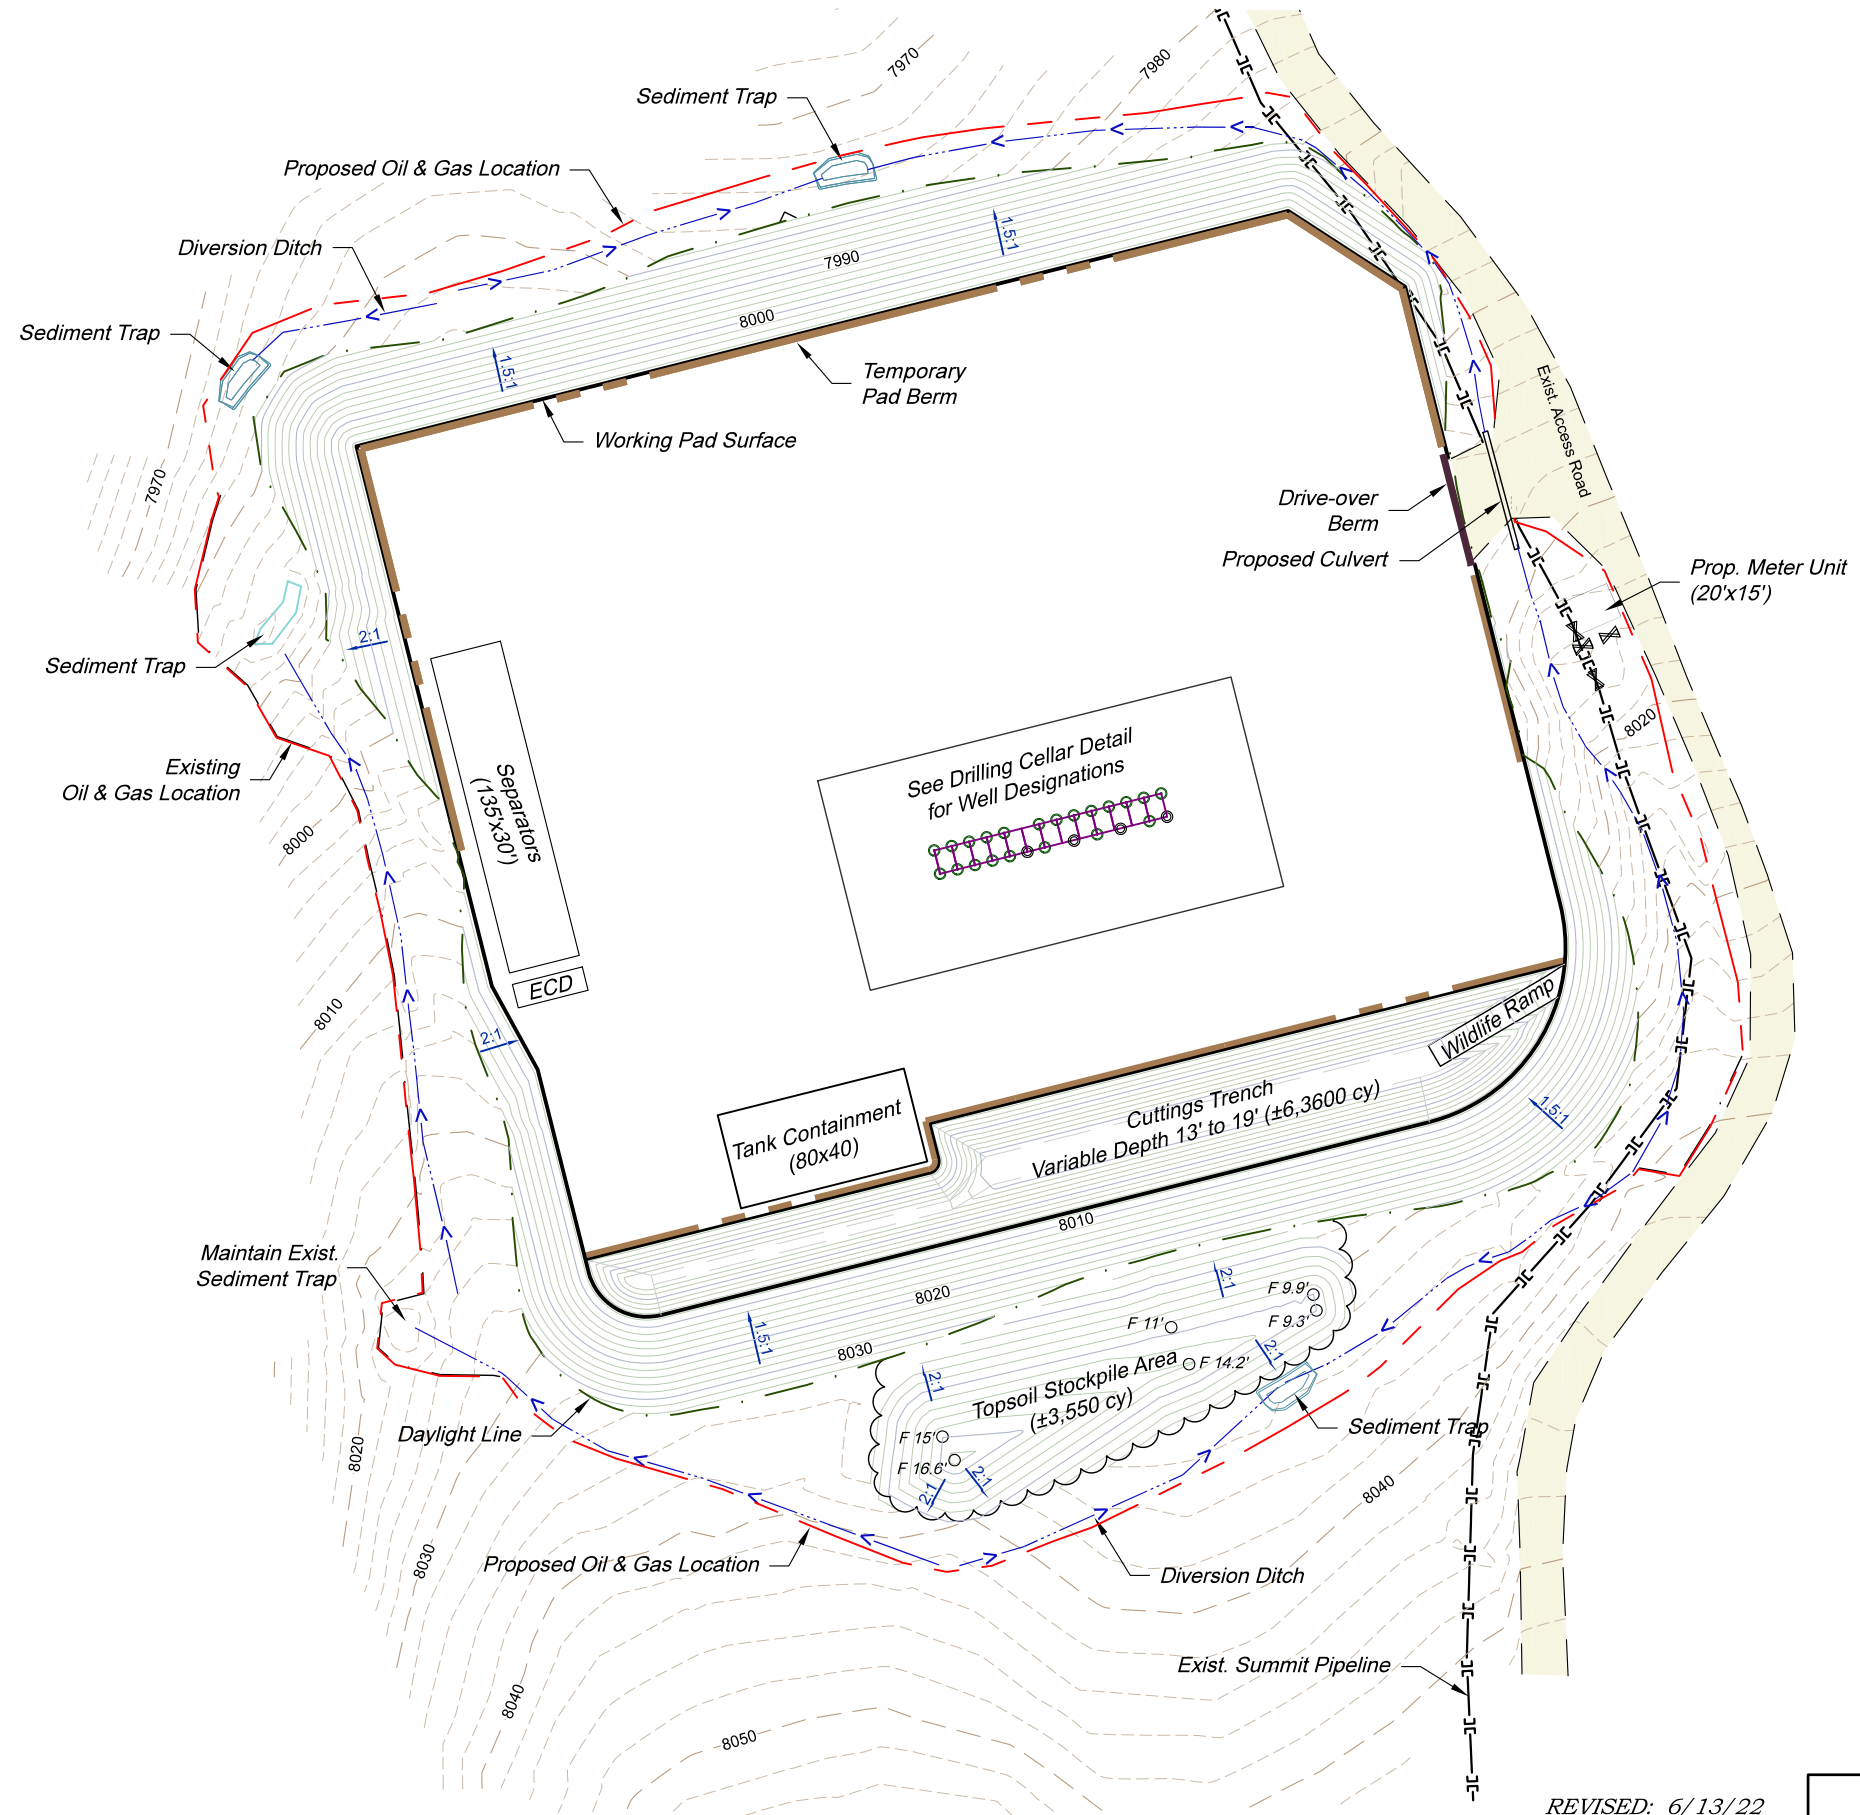 7970
7980
Sediment Trap
Proposed Oil & Gas Location
Diversion Ditch
1.5:1
7990
Sediment Trap
8000
1.5:1
Temporary
Pad Berm
Exist. Access Road
Working Pad Surface
7970
Drive-over
Berm
Proposed Culvert
Prop. Meter Unit
(20'x15')
2:1
Sediment Trap
8020
Existing
Oil & Gas Location
Separators
(135'x30')
See Drilling Cellar Detail
for Well Designations
8000
ECD
8010
2:1
Wildlife Ramp
Cuttings Trench
Variable Depth 13' to 19' (±6,3600 cy)
1.5:1
Tank Containment
(80x40)
8010
Maintain Exist.
Sediment Trap
2:1
F 9.9'
F 9.3'
8020
F 11'
1.5:1
8030
2:1
F 14.2'
2:1
Topsoil Stockpile Area
(±3,550 cy)
Daylight Line
Sediment Trap
F 15'
F 16.6'
2:1
2:1
8020
8040
8030
Proposed Oil & Gas Location
Diversion Ditch
Exist. Summit Pipeline
8040
8050
REVISED: 6/13/22